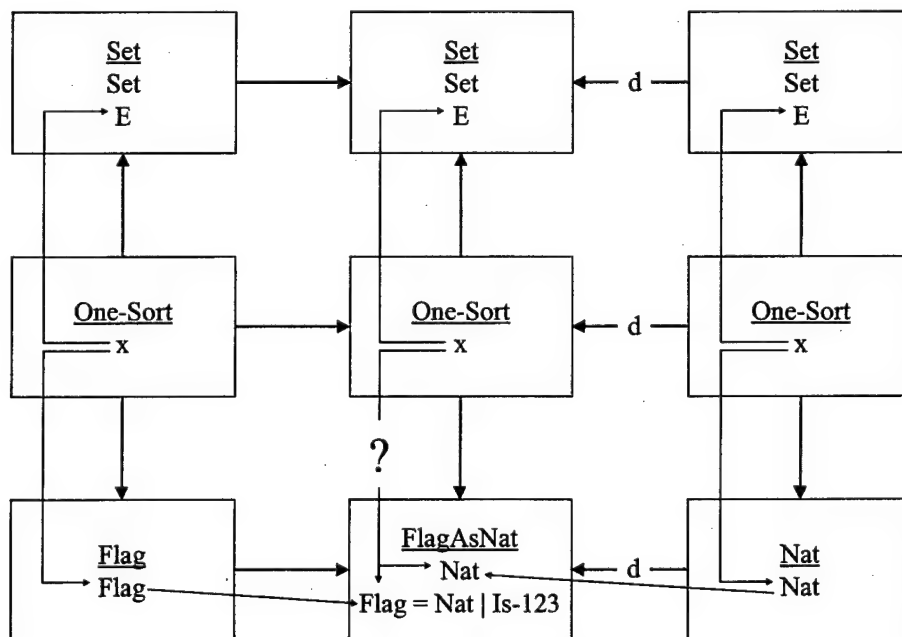 Set Set Set
Set Set Set
d
E E E
One-Sort One-Sort One-Sort
d
x x x
?
Flag FlagAsNat Nat
Flag Nat d Nat
Flag = Nat | Is-123